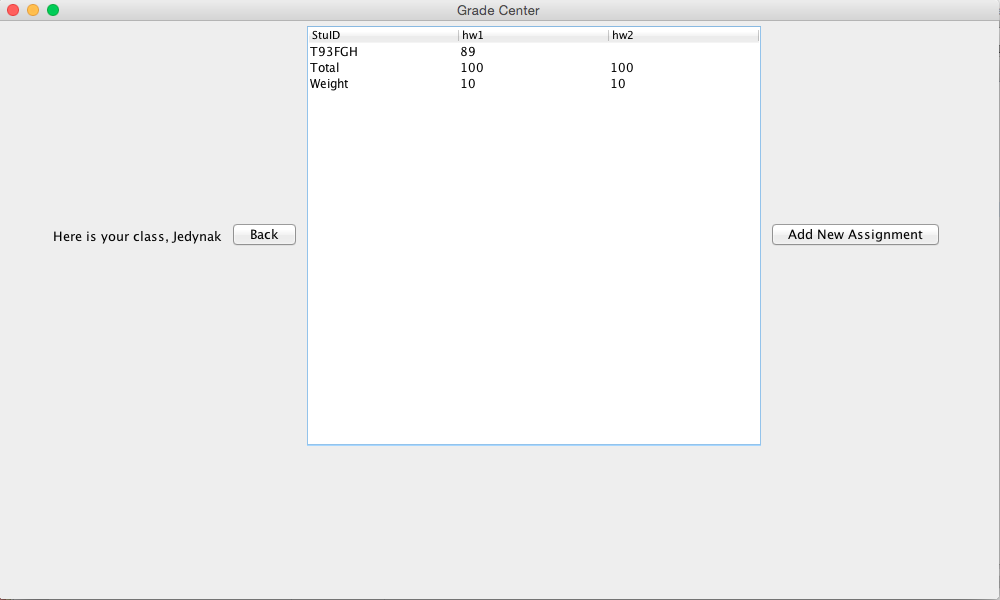 Grade Center
StuID hw1 hw2
T93FGH 89
Total 100 100
Weight 10 10
Here is your class, Jedynak Back Add New Assignment